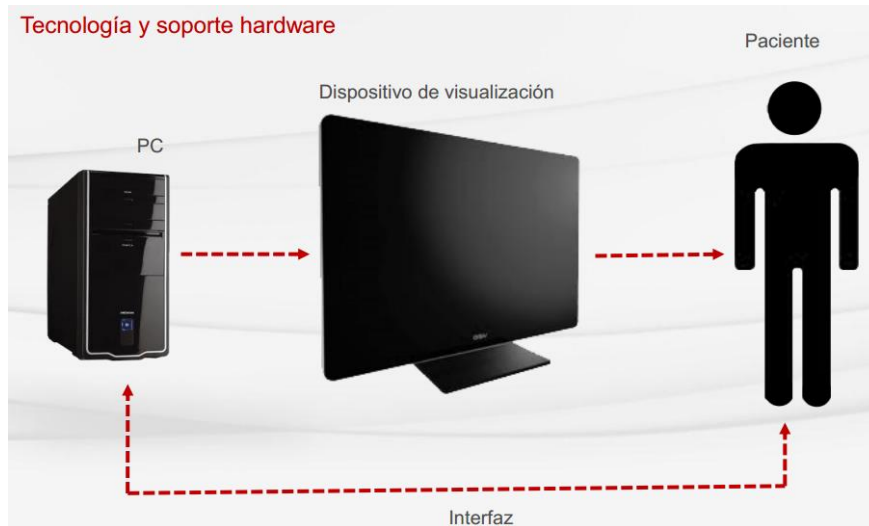 Tecnología y soporte hardware
Paciente
Dispositivo de visualización
PC
Interfaz